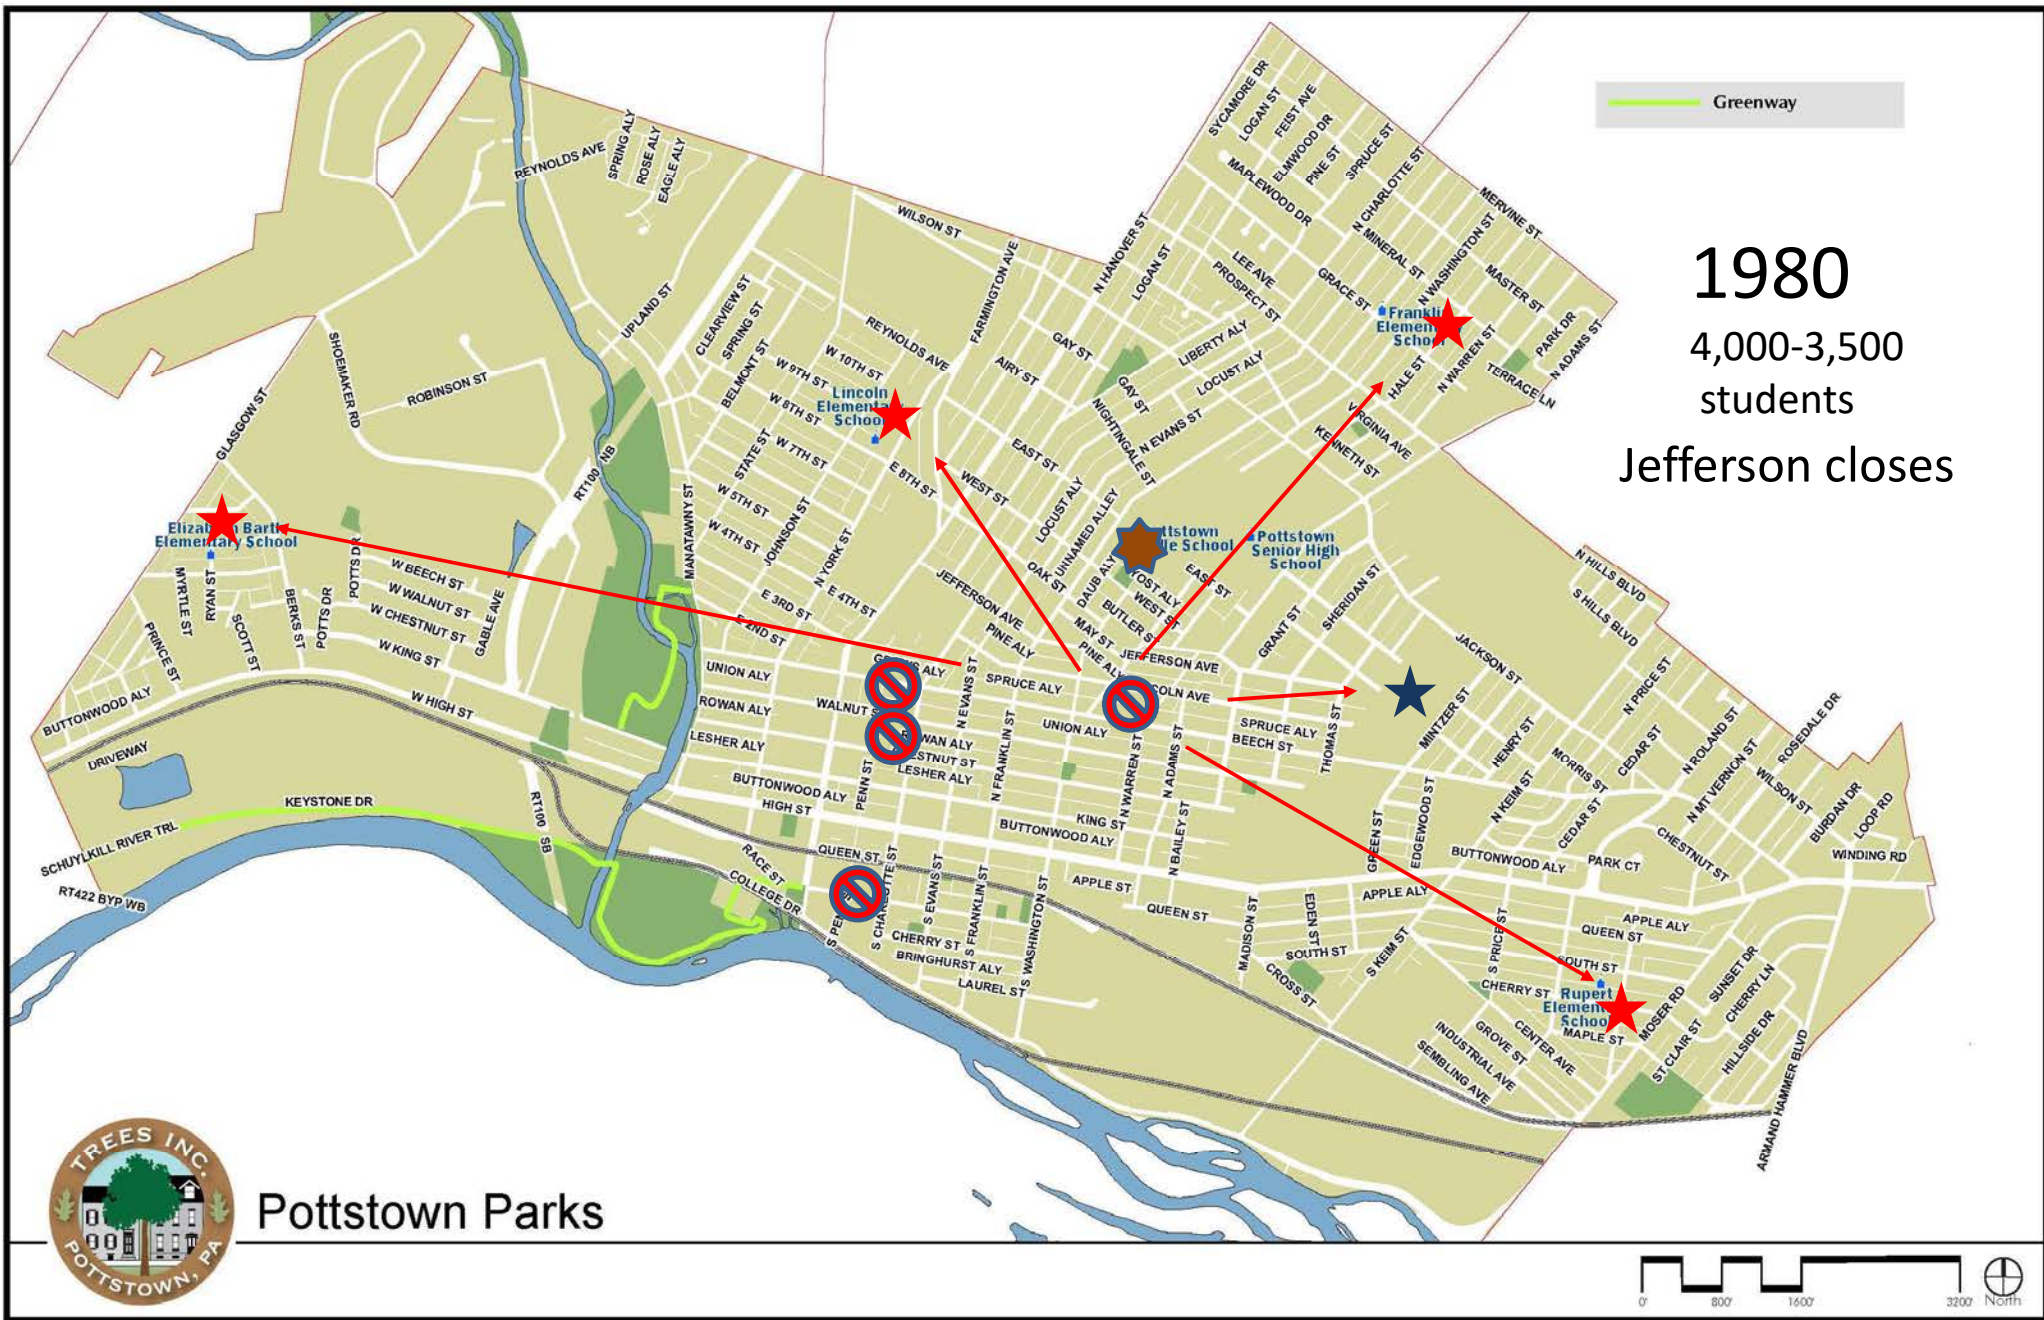 Greenway
1980
4,000-3,500
students
Jefferson closes
SYCAMORE DR
LOGAN ST
FEIST AVE
ELMWOOD DR
PINE ST
SPRUCE ST
N CHARLOTTE ST
MAPLEWOOD DR
MERVINE ST
N MINERAL ST
N WASHINGTON ST
MASTER ST
PARK DR
N ADAMS ST
LEE AVE
PROSPECT ST
GRACE ST
Elemen
School
HALE ST
N WARREN ST
TERRACE LN
VIRGINIA AVE
KENNETH ST
N HANOVER ST
LOGAN ST
LIBERTY ALY
LOCUST ALY
GAY ST
GAY ST
NIGHTINGALE ST
N EVANS ST
AIRY ST
WILSON ST
FARMINGTON AVE
REYNOLDS AVE
SPRING ALY
ROSE ALY
EAGLE ALY
UPLAND ST
CLEARVIEW ST
SPRING ST
BELMONT ST
REYNOLDS AVE
W 10TH ST
W 9TH ST
W 8TH ST
W 7TH ST
W 5TH ST
W 4TH ST
Lincoln
School
STATE ST
JOHNSON ST
N YORK ST
E 8TH ST
E 4TH ST
E 3RD ST
E 2ND ST
WEST ST
EAST ST
LOCUST ALY
UNNAMED ALLEY
OAK ST
DAUB ALY
YOST ALY
WEST ST
EAST ST
BUTLER ST
MAY ST
PINE ALY
JEFFERSON AVE
JEFFERSON AVE
PINE ALY
ttstown
le School
Pottstown
Senior High
School
GRANT ST
SHERIDAN ST
SHOEMAKER RD
ROBINSON ST
GLASGOW ST
RT100 NB
MANATAWNY ST
Elementary School
MYRTLE ST
RYAN ST
PRINCE ST
SCOTT ST
BERKS ST
POTTS DR
POTTS DR
W BEECH ST
W WALNUT ST
W CHESTNUT ST
W KING ST
GABLE AVE
BUTTONWOOD ALY
W HIGH ST
DRIVEWAY
KEYSTONE DR
SCHUYLKILL RIVER TRL
RT422 BYP WB
RT100 SB
UNION ALY
ROWAN ALY
LESHER ALY
WALNUT S
LESHER ALY
BUTTONWOOD ALY
HIGH ST
PENN ST
N EVANS ST
N FRANKLIN ST
SPRUCE ALY
UNION ALY
COLN AVE
SPRUCE ALY
BEECH ST
THOMAS ST
N WARREN ST
N ADAMS ST
N BAILEY ST
KING ST
BUTTONWOOD ALY
QUEEN ST
RACE ST
COLLEGE DR
S EVANS ST
S FRANKLIN ST
S WASHINGTON ST
CHERRY ST
BRINGHURST ALY
LAUREL ST
APPLE ST
QUEEN ST
MADISON ST
EDEN ST
SOUTH ST
CROSS ST
S KEIM ST
GREEN ST
EDGEWOOD ST
MINTZER ST
JACKSON ST
HENRY ST
N KEIM ST
MORRIS ST
CEDAR ST
CEDAR ST
N HILLS BLVD
S HILLS BLVD
N PRICE ST
N ROLAND ST
N MT VERNON ST
WILSON ST
ROSEDALE DR
BURDAN DR
LOOP RD
WINDING RD
CHESTNUT ST
PARK CT
BUTTONWOOD ALY
APPLE ALY
APPLE ALY
QUEEN ST
S PRICE ST
SOUTH ST
CHERRY ST
Rupert
Schoo
MAPLE ST
MOSER RD
SUNSET DR
CHERRY LN
ST CLAIR ST
HILLSIDE DR
CENTER AVE
GROVE ST
INDUSTRIAL AVE
SEMBLING AVE
ARMAND HAMMER BLVD
TREES INC.
POTTSTOWN, PA
Pottstown Parks
0' 800' 1600' 3200'
North